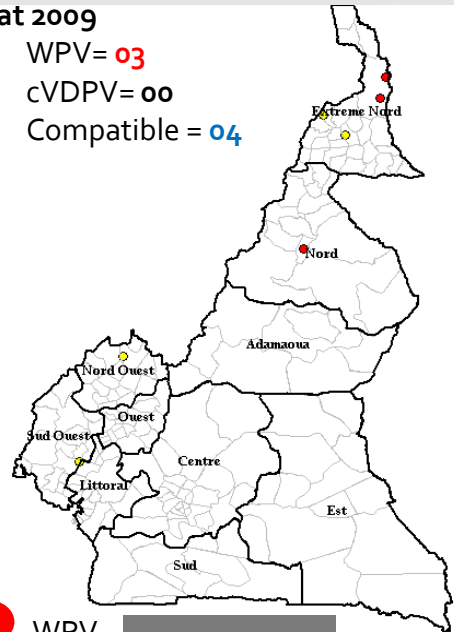 at 2009
WPV= 03
cVDPV= 00
Compatible = 04
Extreme Nord
Nord
Adamaoua
Nord Ouest
Ouest
Sud Ouest
Centre
Littoral
Est
Sud
WPV